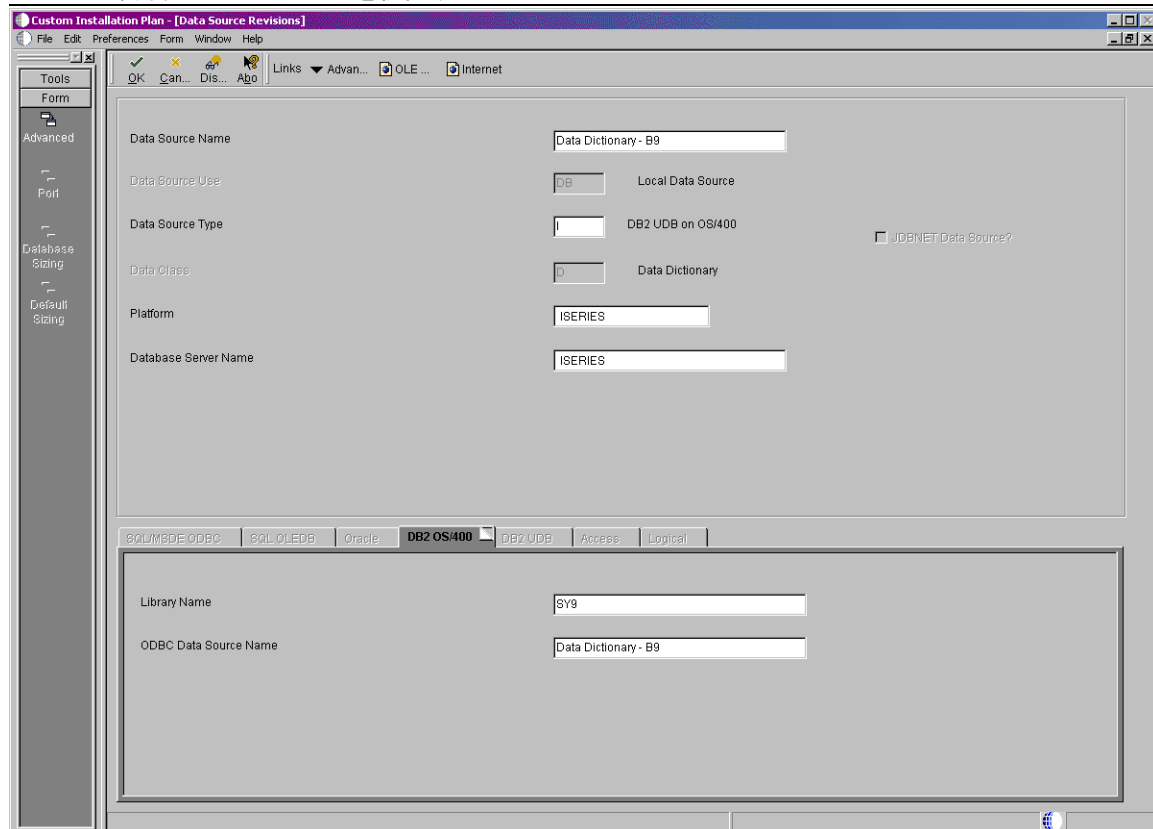 Custom Installation Plan - [Data Source Revisions]
File Edit Preferences Form Window Help
Tools
Form
Advanced
Port
Database Sizing
Default Sizing
OK Can... Dis... Abo Links Advan... OLE ... Internet
Data Source Name Data Dictionary - B9
Data Source Use DB Local Data Source
Data Source Type I DB2 UDB on OS/400
JDBNET Data Source?
Data Class D Data Dictionary
Platform ISERIES
Database Server Name ISERIES
SQL/MSDE ODBC SQL OLEDB Oracle DB2 OS/400 DB2 UDB Access Logical
Library Name SY9
ODBC Data Source Name Data Dictionary - B9